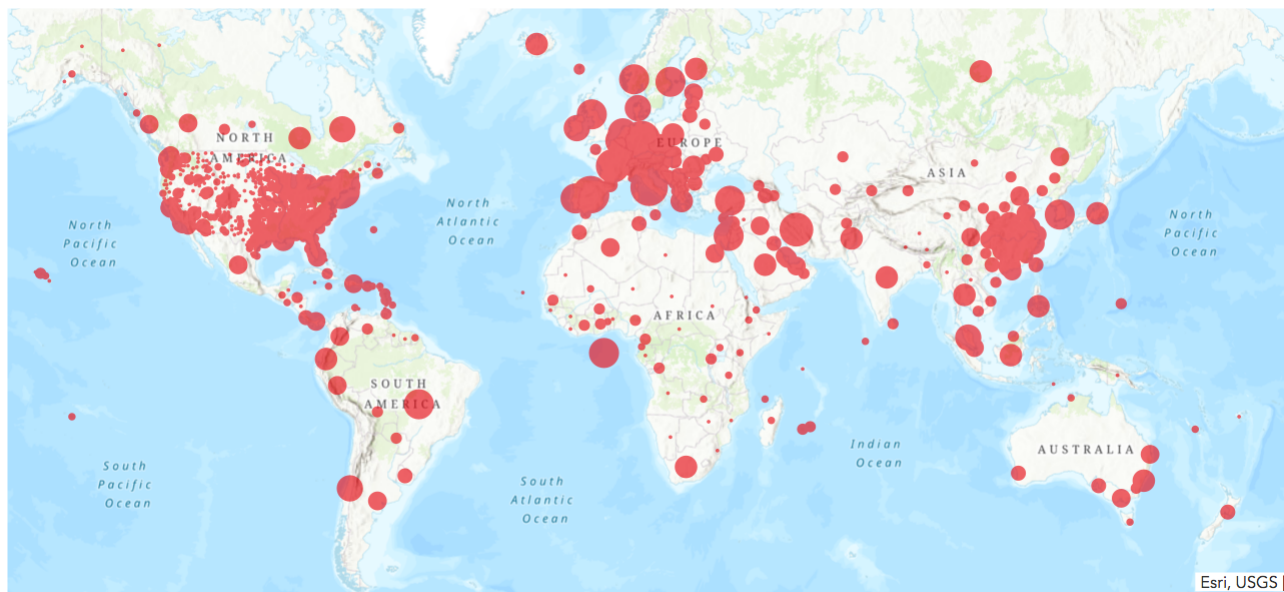 NORTH
AMERICA
EUROPE
ASIA
North
Pacific
Ocean
North
Atlantic
Ocean
North
Pacific
Ocean
AFRICA
SOUTH
AMERICA
Indian
Ocean
AUSTRALIA
South
Pacific
Ocean
South
Atlantic
Ocean
Esri, USGS |